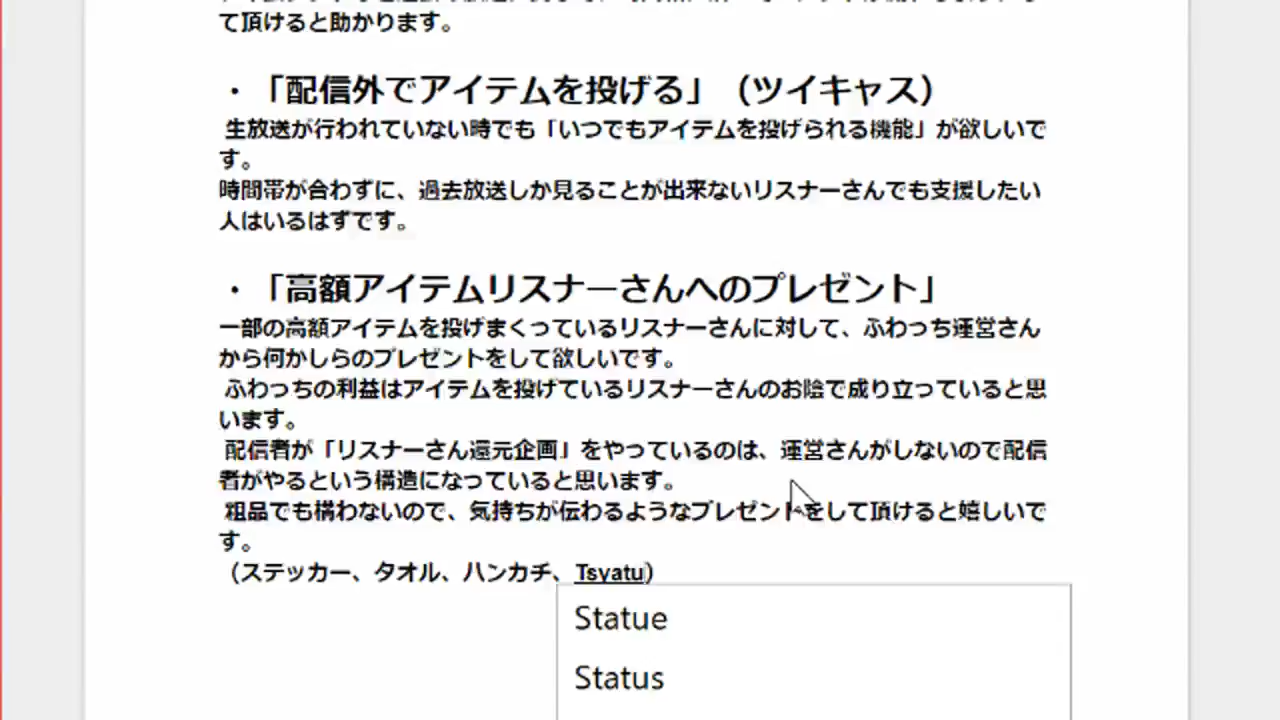 て頂けると助かります。
・「配信外でアイテムを投げる」（ツイキャス）
生放送が行われていない時でも「いつでもアイテムを投げられる機能」が欲しいで
す。
時間帯が合わずに、過去放送しか見ることが出来ないリスナーさんでも支援したい
人はいるはずです。
・「高額アイテムリスナーさんへのプレゼント」
一部の高額アイテムを投げまくっているリスナーさんに対して、ふわっち運営さん
から何かしらのプレゼントをして欲しいです。
ふわっちの利益はアイテムを投げているリスナーさんのお陰で成り立っていると思
います。
配信者が「リスナーさん還元企画」をやっているのは、運営さんがしないので配信
者がやるという構造になっていると思います。
粗品でも構わないので、気持ちが伝わるようなプレゼントをして頂けると嬉しいで
す。
（ステッカー、タオル、ハンカチ、Tsyatu）
Statue
Status